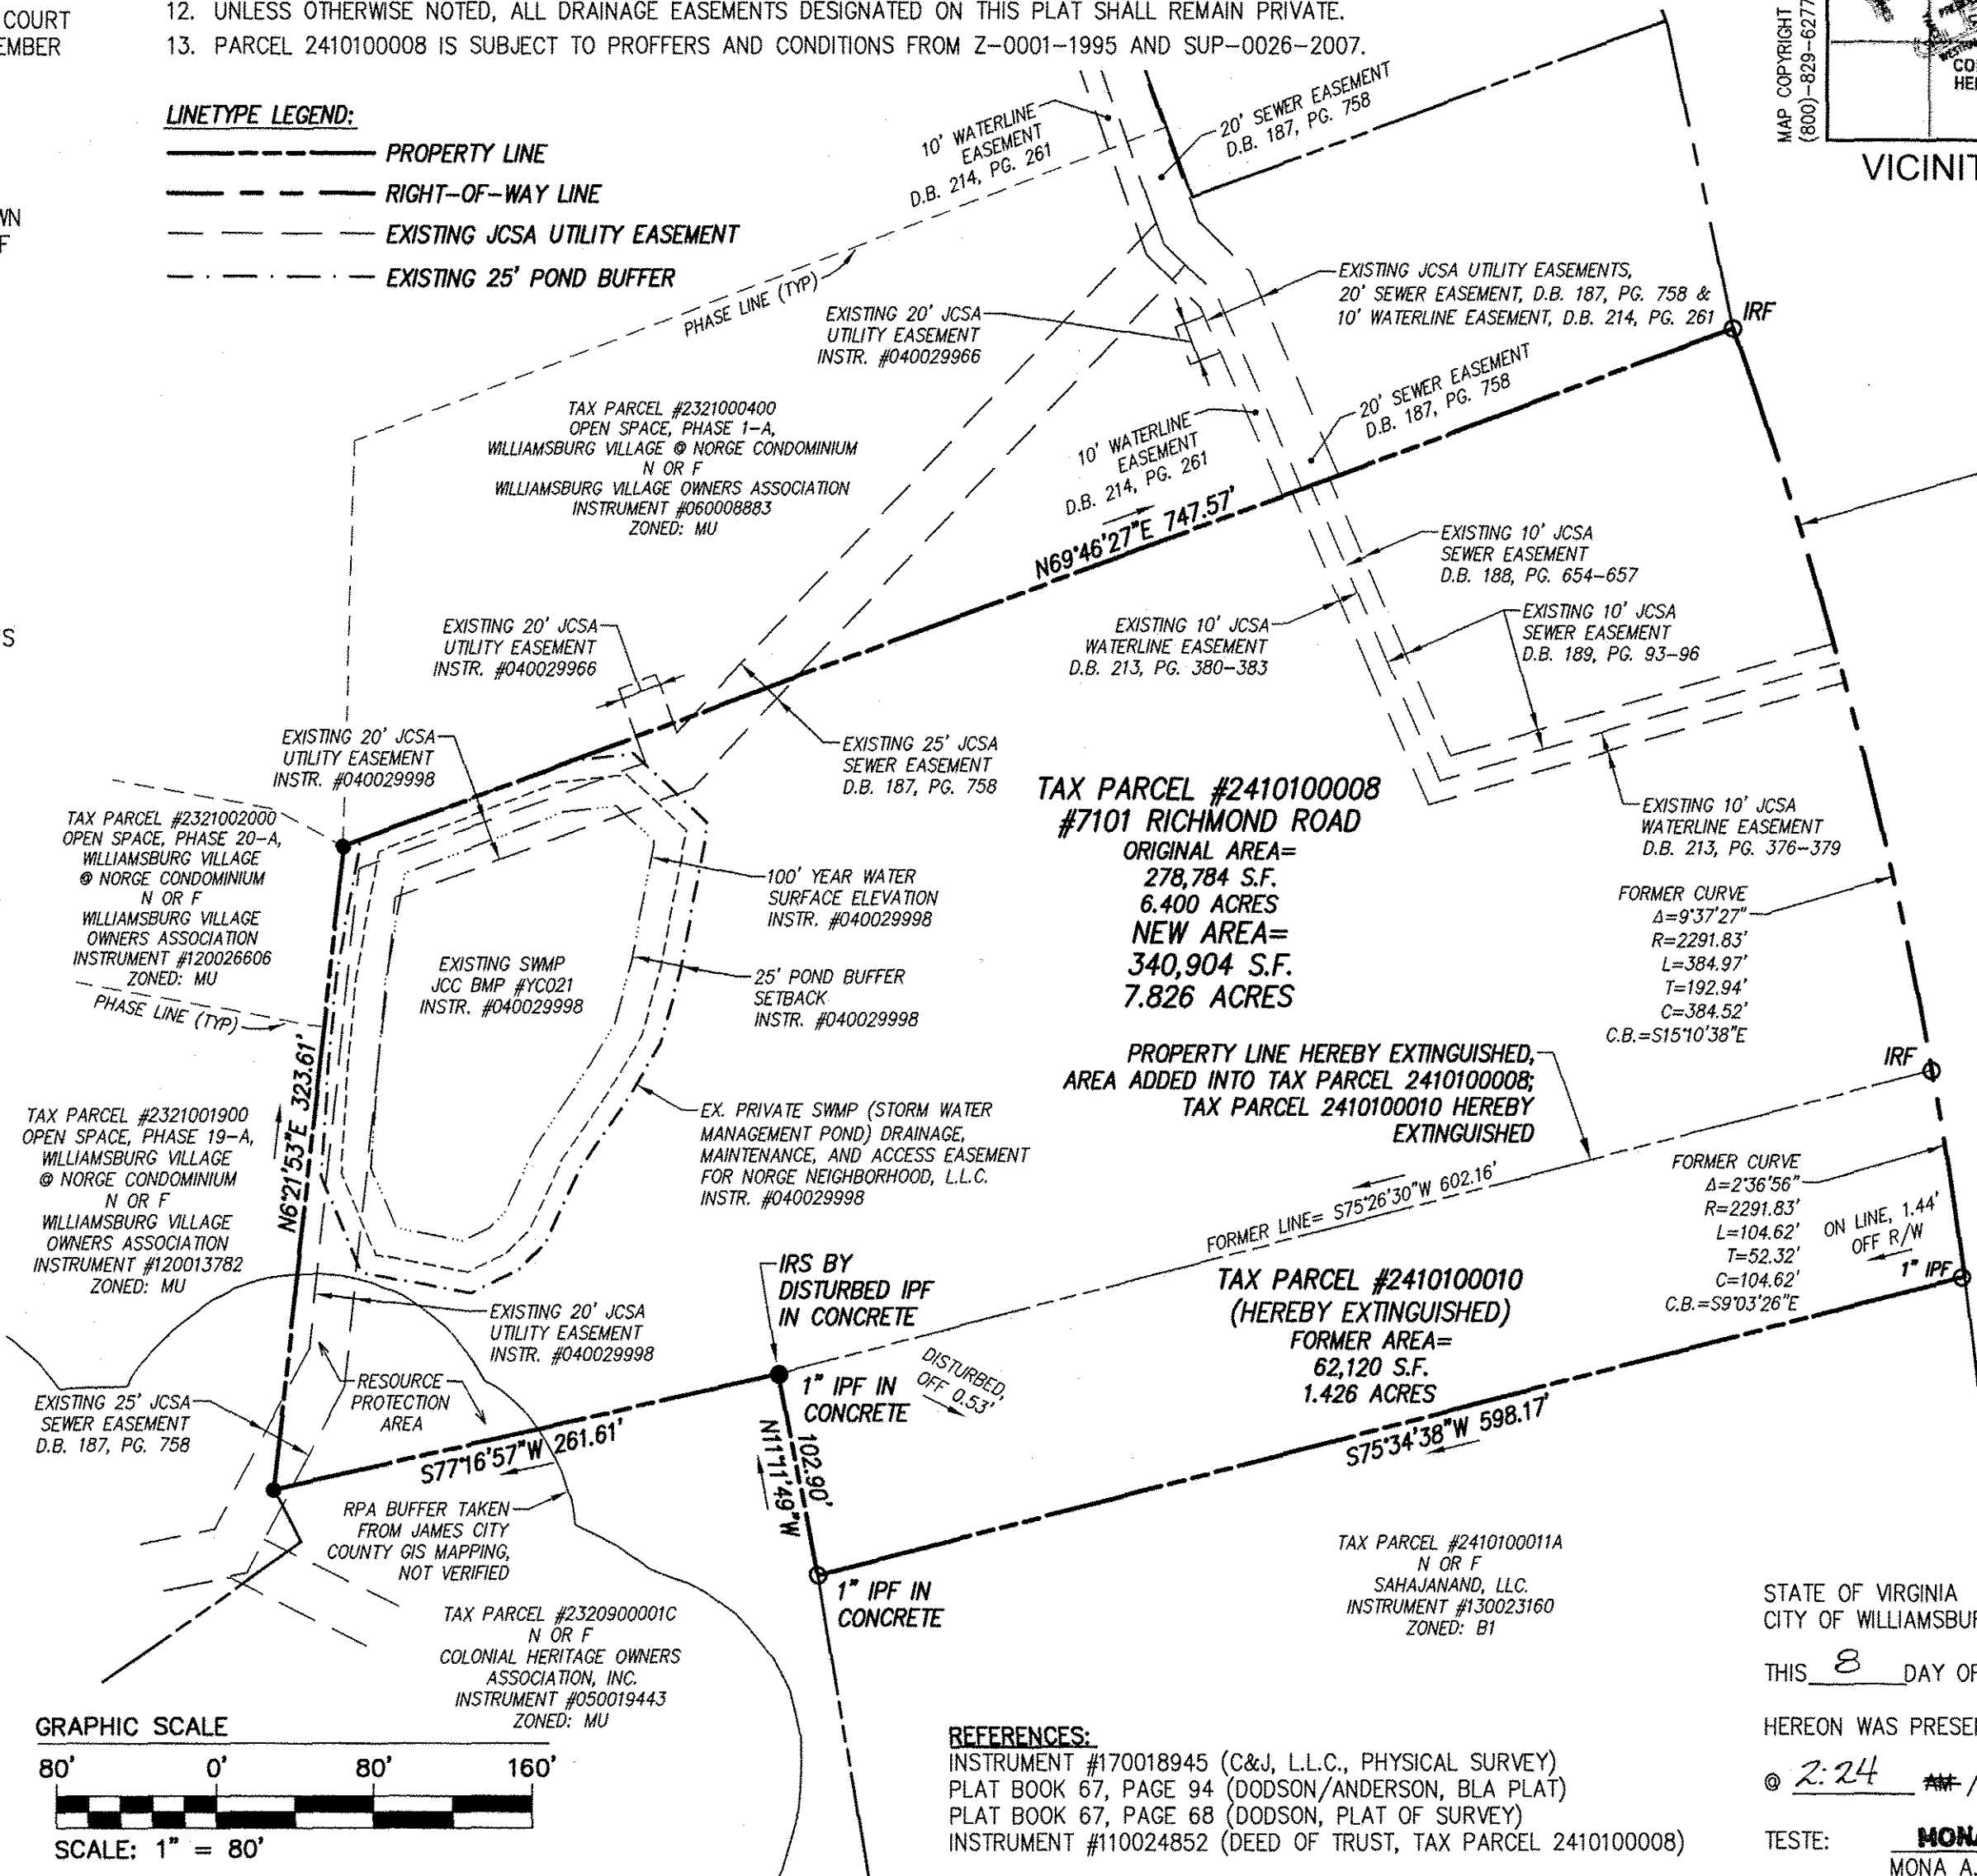 COURT
EMBER
12. UNLESS OTHERWISE NOTED, ALL DRAINAGE EASEMENTS DESIGNATED ON THIS PLAT SHALL REMAIN PRIVATE.
13. PARCEL 2410100008 IS SUBJECT TO PROFFERS AND CONDITIONS FROM Z-0001-1995 AND SUP-0026-2007.
MAP COPYRIGHT
(800)-829-6277
CO
HE
VICINIT
LINETYPE LEGEND:
PROPERTY LINE
RIGHT-OF-WAY LINE
EXISTING JCSA UTILITY EASEMENT
EXISTING 25' POND BUFFER
WN
F
S
10' WATERLINE
EASEMENT
D.B. 214, PG. 261
20' SEWER EASEMENT
D.B. 187, PG. 758
PHASE LINE (TYP)
EXISTING 20' JCSA
UTILITY EASEMENT
INSTR. #040029966
EXISTING JCSA UTILITY EASEMENTS,
20' SEWER EASEMENT, D.B. 187, PG. 758 &
10' WATERLINE EASEMENT, D.B. 214, PG. 261
IRF
TAX PARCEL #2321000400
OPEN SPACE, PHASE 1-A,
WILLIAMSBURG VILLAGE @ NORGE CONDOMINIUM
N OR F
WILLIAMSBURG VILLAGE OWNERS ASSOCIATION
INSTRUMENT #060008883
ZONED: MU
10' WATERLINE
EASEMENT
D.B. 214, PG. 261
20' SEWER EASEMENT
D.B. 187, PG. 758
N69°46'27"E 747.57'
EXISTING 10' JCSA
SEWER EASEMENT
D.B. 188, PG. 654-657
EXISTING 10' JCSA
WATERLINE EASEMENT
D.B. 213, PG. 380-383
EXISTING 10' JCSA
SEWER EASEMENT
D.B. 189, PG. 93-96
EXISTING 20' JCSA
UTILITY EASEMENT
INSTR. #040029966
EXISTING 20' JCSA
UTILITY EASEMENT
INSTR. #040029998
EXISTING 25' JCSA
SEWER EASEMENT
D.B. 187, PG. 758
TAX PARCEL #2410100008
#7101 RICHMOND ROAD
ORIGINAL AREA=
278,784 S.F.
6.400 ACRES
NEW AREA=
340,904 S.F.
7.826 ACRES
EXISTING 10' JCSA
WATERLINE EASEMENT
D.B. 213, PG. 376-379
TAX PARCEL #2321002000
OPEN SPACE, PHASE 20-A,
WILLIAMSBURG VILLAGE
@ NORGE CONDOMINIUM
N OR F
WILLIAMSBURG VILLAGE
OWNERS ASSOCIATION
INSTRUMENT #120026606
ZONED: MU
PHASE LINE (TYP)
100' YEAR WATER
SURFACE ELEVATION
INSTR. #040029998
EXISTING SWMP
JCC BMP #YC021
INSTR. #040029998
25' POND BUFFER
SETBACK
INSTR. #040029998
FORMER CURVE
Δ=9°37'27"
R=2291.83'
L=384.97'
T=192.94'
C=384.52'
C.B.=S15°10'38"E
IRF
PROPERTY LINE HEREBY EXTINGUISHED,
AREA ADDED INTO TAX PARCEL 2410100008;
TAX PARCEL 2410100010 HEREBY
EXTINGUISHED
N6°21'53"E 323.61'
TAX PARCEL #2321001900
OPEN SPACE, PHASE 19-A,
WILLIAMSBURG VILLAGE
@ NORGE CONDOMINIUM
N OR F
WILLIAMSBURG VILLAGE
OWNERS ASSOCIATION
INSTRUMENT #120013782
ZONED: MU
EX. PRIVATE SWMP (STORM WATER
MANAGEMENT POND) DRAINAGE,
MAINTENANCE, AND ACCESS EASEMENT
FOR NORGE NEIGHBORHOOD, L.L.C.
INSTR. #040029998
FORMER LINE= S75°26'30"W 602.16'
FORMER CURVE
Δ=2°36'56"
R=2291.83'
L=104.62'
T=52.32'
C=104.62'
C.B.=S9°03'26"E
ON LINE, 1.44'
OFF R/W
1" IPF
IRS BY
DISTURBED IPF
IN CONCRETE
TAX PARCEL #2410100010
(HEREBY EXTINGUISHED)
FORMER AREA=
62,120 S.F.
1.426 ACRES
EXISTING 20' JCSA
UTILITY EASEMENT
INSTR. #040029998
RESOURCE
PROTECTION
AREA
EXISTING 25' JCSA
SEWER EASEMENT
D.B. 187, PG. 758
1" IPF IN
CONCRETE
DISTURBED,
OFF 0.53'
S77°16'57"W 261.61'
N11°11'49"W
102.90'
S75°34'38"W 598.17'
RPA BUFFER TAKEN
FROM JAMES CITY
COUNTY GIS MAPPING,
NOT VERIFIED
1" IPF IN
CONCRETE
TAX PARCEL #2410100011A
N OR F
SAHAJANAND, LLC.
INSTRUMENT #130023160
ZONED: B1
TAX PARCEL #2320900001C
N OR F
COLONIAL HERITAGE OWNERS
ASSOCIATION, INC.
INSTRUMENT #050019443
ZONED: MU
GRAPHIC SCALE
80' 0' 80' 160'
SCALE: 1" = 80'
REFERENCES:
INSTRUMENT #170018945 (C&J, L.L.C., PHYSICAL SURVEY)
PLAT BOOK 67, PAGE 94 (DODSON/ANDERSON, BLA PLAT)
PLAT BOOK 67, PAGE 68 (DODSON, PLAT OF SURVEY)
INSTRUMENT #110024852 (DEED OF TRUST, TAX PARCEL 2410100008)
STATE OF VIRGINIA
CITY OF WILLIAMSBUR
THIS 8 DAY OF
HEREON WAS PRESE
@ 2:24 AM /
TESTE: MONA
MONA A.